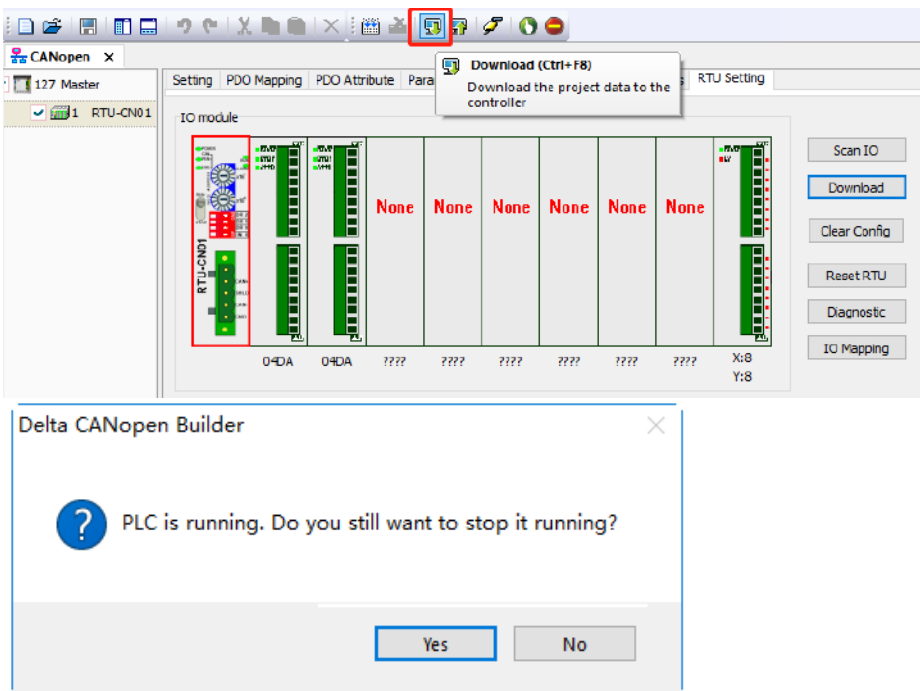 CANopen
127 Master
1 RTU-CN01
Setting PDO Mapping PDO Attribute Para
RTU Setting
Download (Ctrl+F8)
Download the project data to the
controller
IO module
RTU-CN01
None None None None None None
04DA 04DA ???? ???? ???? ???? ???? ????
X:8
Y:8
Scan IO
Download
Clear Config
Reset RTU
Diagnostic
IO Mapping
Delta CANopen Builder
PLC is running. Do you still want to stop it running?
Yes No